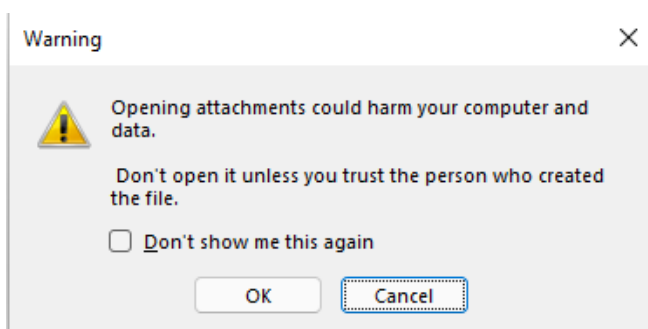 Warning
Opening attachments could harm your computer and
data.
Don't open it unless you trust the person who created
the file.
Don't show me this again
OK
Cancel